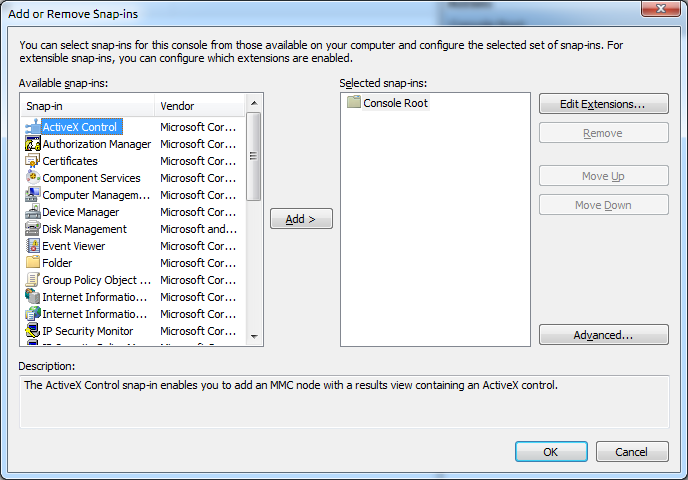 Add or Remove Snap-ins
You can select snap-ins for this console from those available on your computer and configure the selected set of snap-ins. For
extensible snap-ins, you can configure which extensions are enabled.
Available snap-ins:
Snap-in Vendor
ActiveX Control Microsoft Cor...
Authorization Manager Microsoft Cor...
Certificates Microsoft Cor...
Component Services Microsoft Cor...
Computer Managem... Microsoft Cor...
Device Manager Microsoft Cor...
Disk Management Microsoft and...
Event Viewer Microsoft Cor...
Folder Microsoft Cor...
Group Policy Object ... Microsoft Cor...
Internet Informatio... Microsoft Cor...
Internet Informatio... Microsoft Cor...
IP Security Monitor Microsoft Cor...
Add >
Selected snap-ins:
Console Root
Edit Extensions...
Remove
Move Up
Move Down
Advanced...
Description:
The ActiveX Control snap-in enables you to add an MMC node with a results view containing an ActiveX control.
OK Cancel